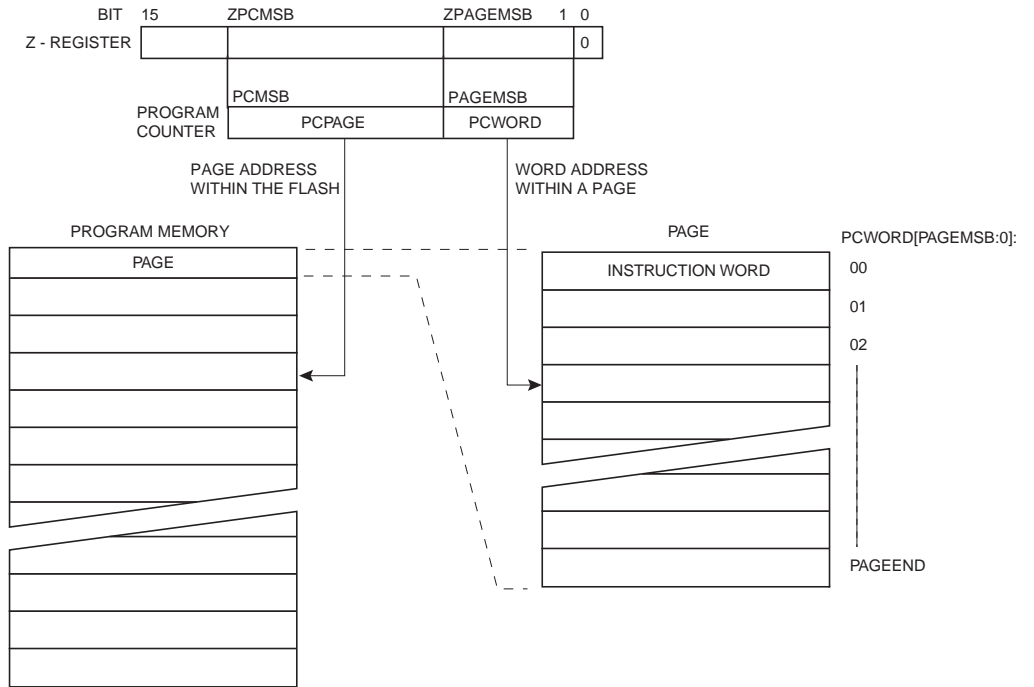 BIT 15 ZPCMSB ZPAGEMSB 1 0
Z - REGISTER 0
PCMSB PAGEMSB
PROGRAM
COUNTER
PCPAGE PCWORD
PAGE ADDRESS
WITHIN THE FLASH
WORD ADDRESS
WITHIN A PAGE
PROGRAM MEMORY
PAGE
PAGE
PCWORD[PAGEMSB:0]:
INSTRUCTION WORD 00
01
02
PAGEEND